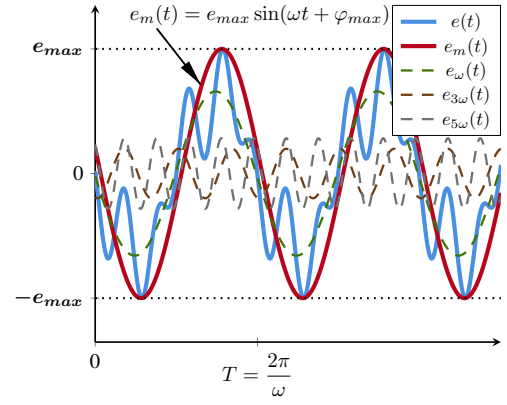 e_m(t) = e_max sin(ωt + φ_max)
e(t)
e_m(t)
e_ω(t)
e_3ω(t)
e_5ω(t)
e_max
0
−e_max
0
T = 2π/ω